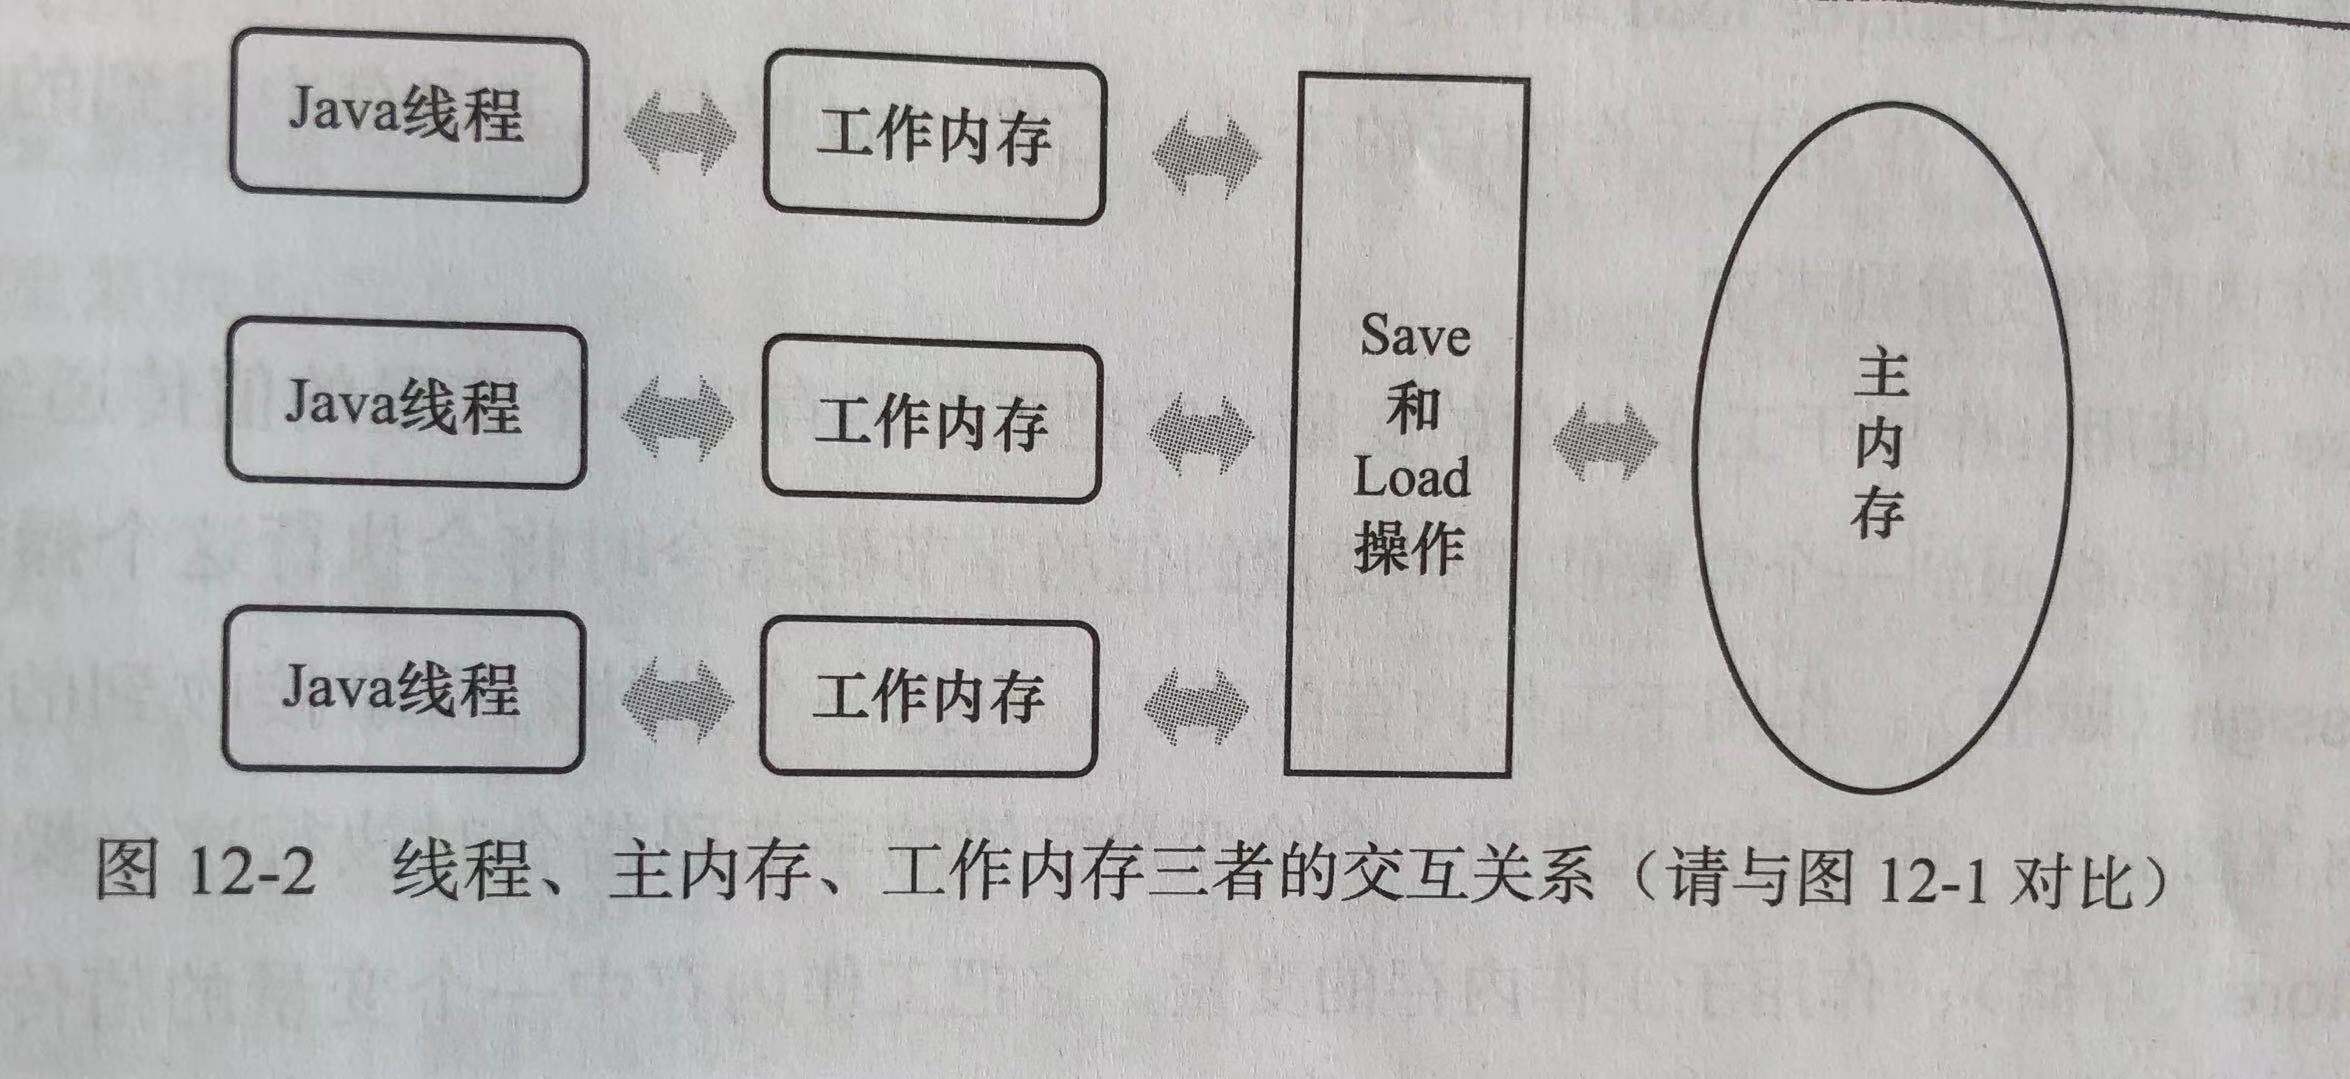 Java线程
工作内存
Java线程
工作内存
Java线程
工作内存
Save
和
Load
操作
主
内
存
图 12-2 线程、主内存、工作内存三者的交互关系（请与图 12-1 对比）